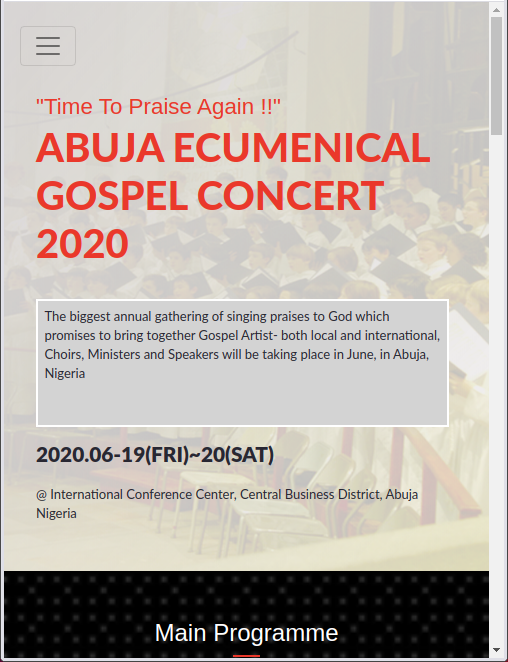 "Time To Praise Again !!"
ABUJA ECUMENICAL
GOSPEL CONCERT
2020
The biggest annual gathering of singing praises to God which
promises to bring together Gospel Artist- both local and international,
Choirs, Ministers and Speakers will be taking place in June, in Abuja,
Nigeria
2020.06-19(FRI)~20(SAT)
@ International Conference Center, Central Business District, Abuja
Nigeria
Main Programme